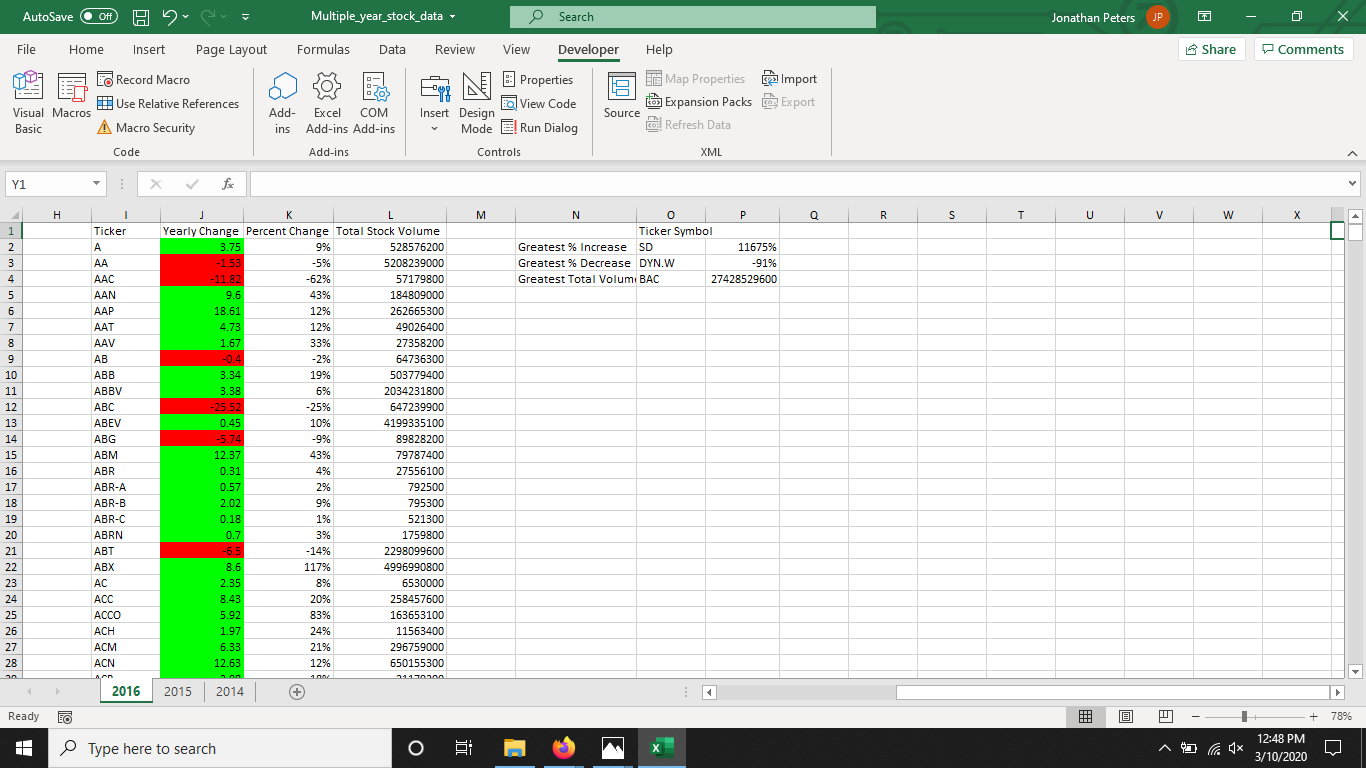 AutoSave Off Multiple_year_stock_data Search Jonathan Peters JP
File Home Insert Page Layout Formulas Data Review View Developer Help Share Comments
Visual Basic
Macros
Record Macro
Use Relative References
Macro Security
Code
Add-ins
Excel Add-ins
COM Add-ins
Add-ins
Insert
Design Mode
Properties
View Code
Run Dialog
Controls
Source
Map Properties
Expansion Packs
Refresh Data
Import
Export
XML
Y1 fx
H I J K L M N O P Q R S T U V W X
1 Ticker Yearly Change Percent Change Total Stock Volume Ticker Symbol
2 A 3.75 9% 528576200 Greatest % Increase SD 11675%
3 AA -1.53 -5% 5208239000 Greatest % Decrease DYN.W -91%
4 AAC -11.82 -62% 57179800 Greatest Total Volum BAC 27428529600
5 AAN 9.6 43% 184809000
6 AAP 18.61 12% 262665300
7 AAT 4.73 12% 49026400
8 AAV 1.67 33% 27358200
9 AB -0.4 -2% 64736300
10 ABB 3.34 19% 503779400
11 ABBV 3.38 6% 2034231800
12 ABC -25.52 -25% 647239900
13 ABEV 0.45 10% 4199335100
14 ABG -5.74 -9% 89828200
15 ABM 12.37 43% 79787400
16 ABR 0.31 4% 27556100
17 ABR-A 0.57 2% 792500
18 ABR-B 2.02 9% 795300
19 ABR-C 0.18 1% 521300
20 ABRN 0.7 3% 1759800
21 ABT -6.5 -14% 2298099600
22 ABX 8.6 117% 4996990800
23 AC 2.35 8% 6530000
24 ACC 8.43 20% 258457600
25 ACCO 5.92 83% 163653100
26 ACH 1.97 24% 11563400
27 ACM 6.33 21% 296759000
28 ACN 12.63 12% 650155300
2016 2015 2014
Ready 78%
Type here to search
12:48 PM
3/10/2020